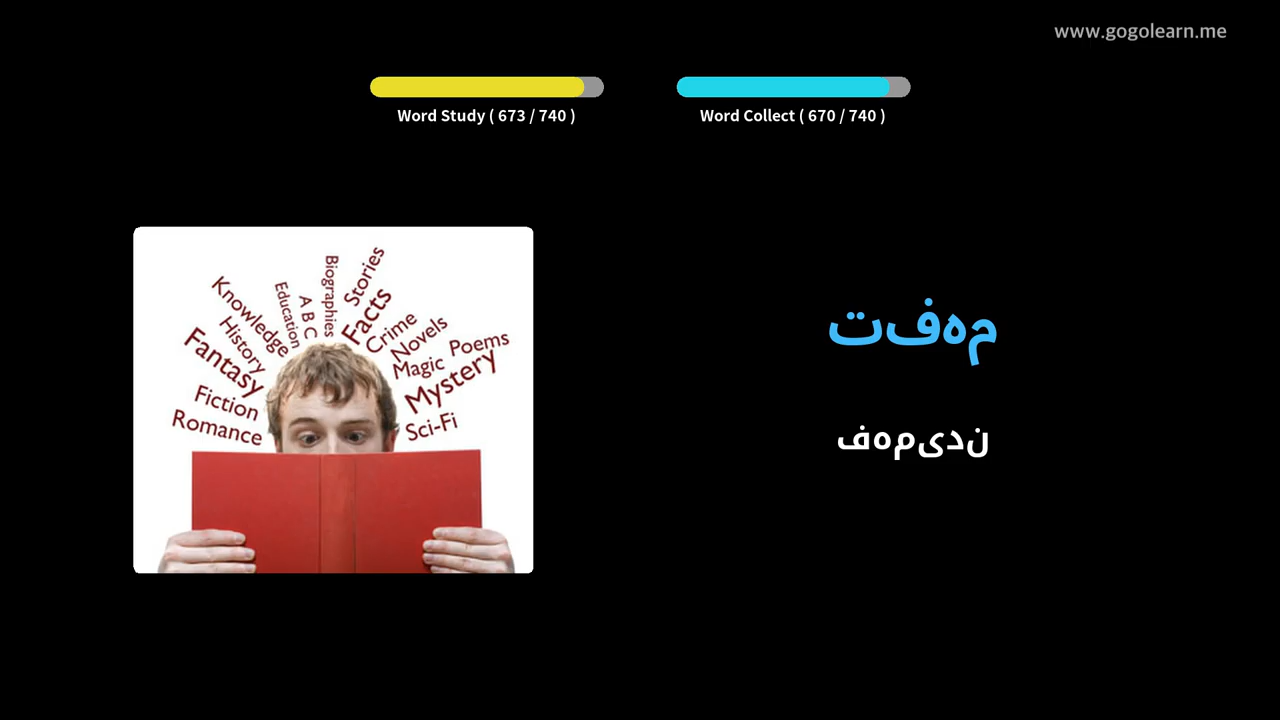 www.gogolearn.me
Word Study ( 673 / 740 )
Word Collect ( 670 / 740 )
Biographies
Stories
Education
A B C
Facts
Knowledge
Crime
History
Novels
Poems
Fantasy
Magic
Mystery
Fiction
Romance
Sci-Fi
تفهم
فهمیدن